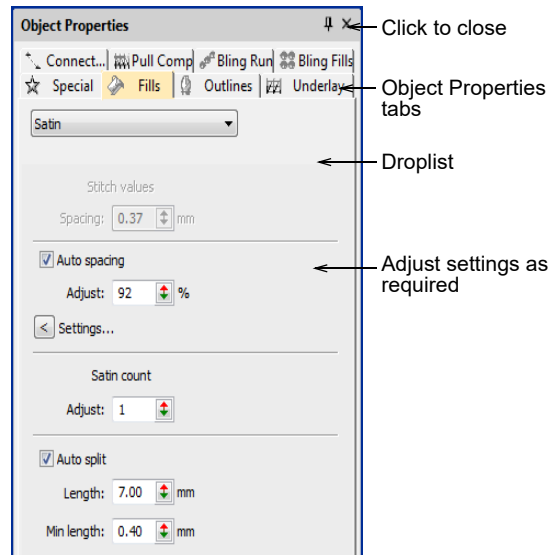 Object Properties
Click to close
Connect... Pull Comp Bling Run Bling Fills
Special Fills Outlines Underlay
Object Properties
tabs
Satin
Droplist
Stitch values
Spacing: 0.37 mm
Auto spacing
Adjust settings as
required
Adjust: 92 %
< Settings...
Satin count
Adjust: 1
Auto split
Length: 7.00 mm
Min length: 0.40 mm